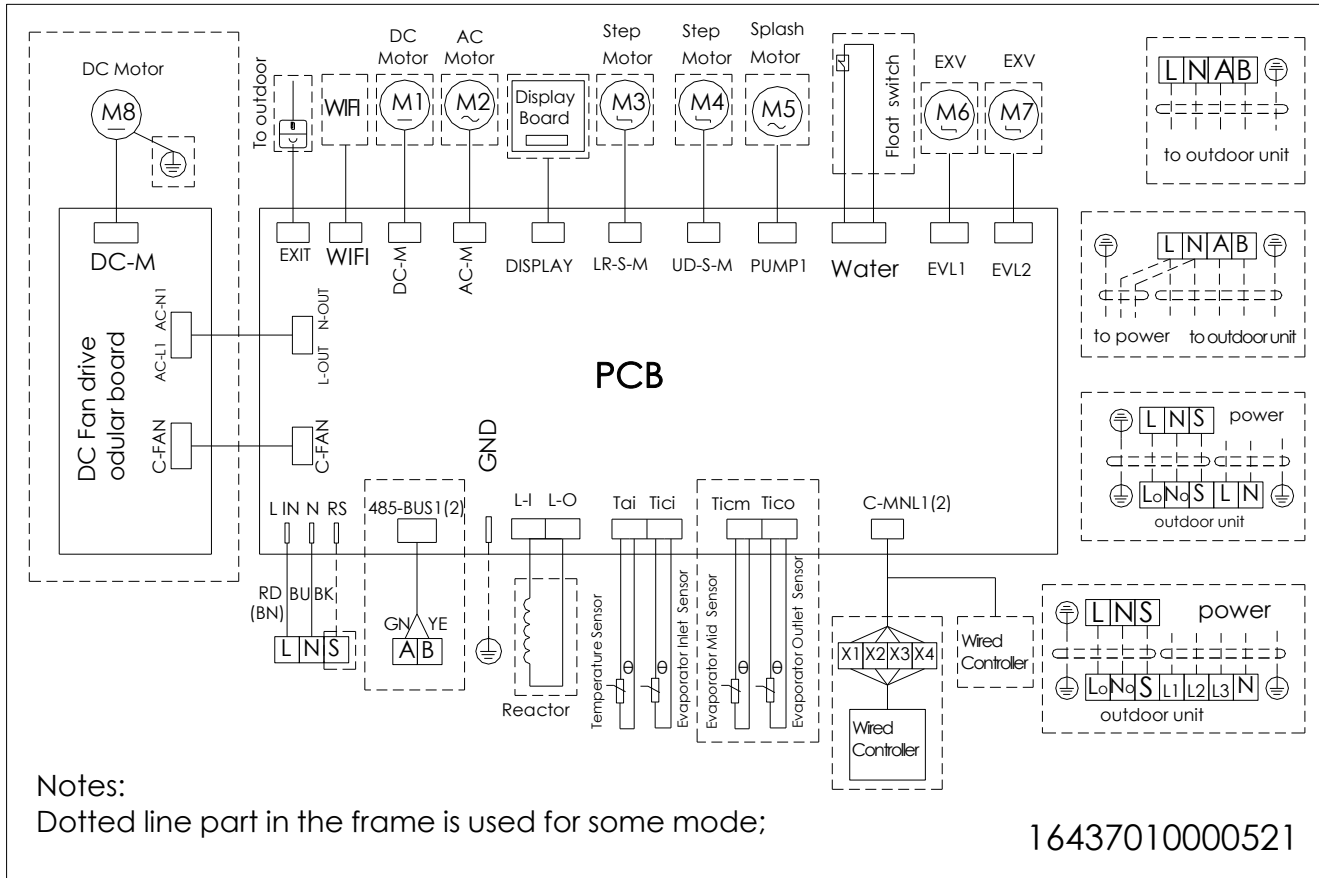 DC Motor
M8
DC-M
DC Fan drive
odular board
AC-L1 AC-N1
C-FAN
L-OUT N-OUT
C-FAN
To outdoor
WIFI
DC
Motor
M1
AC
Motor
M2
Display
Board
Step
Motor
M3
Step
Motor
M4
Splash
Motor
M5
Float switch
EXV
M6
EXV
M7
EXIT
WIFI
DC-M
AC-M
DISPLAY
LR-S-M
UD-S-M
PUMP1
Water
EVL1
EVL2
PCB
GND
L IN N RS
485-BUS1(2)
L-I L-O
Tai Tici
Ticm Tico
C-MNL1(2)
RD
(BN)
BU
BK
L N S
GN YE
A B
Reactor
Temperature Sensor
Evaporator Inlet Sensor
Evaporator Mid Sensor
Evaporator Outlet Sensor
X1 X2 X3 X4
Wired
Controller
Wired
Controller
L N A B
to outdoor unit
L N A B
to power to outdoor unit
L N S power
Lo No S L N
outdoor unit
L N S power
Lo No S L1 L2 L3 N
outdoor unit
Notes:
Dotted line part in the frame is used for some mode;
16437010000521